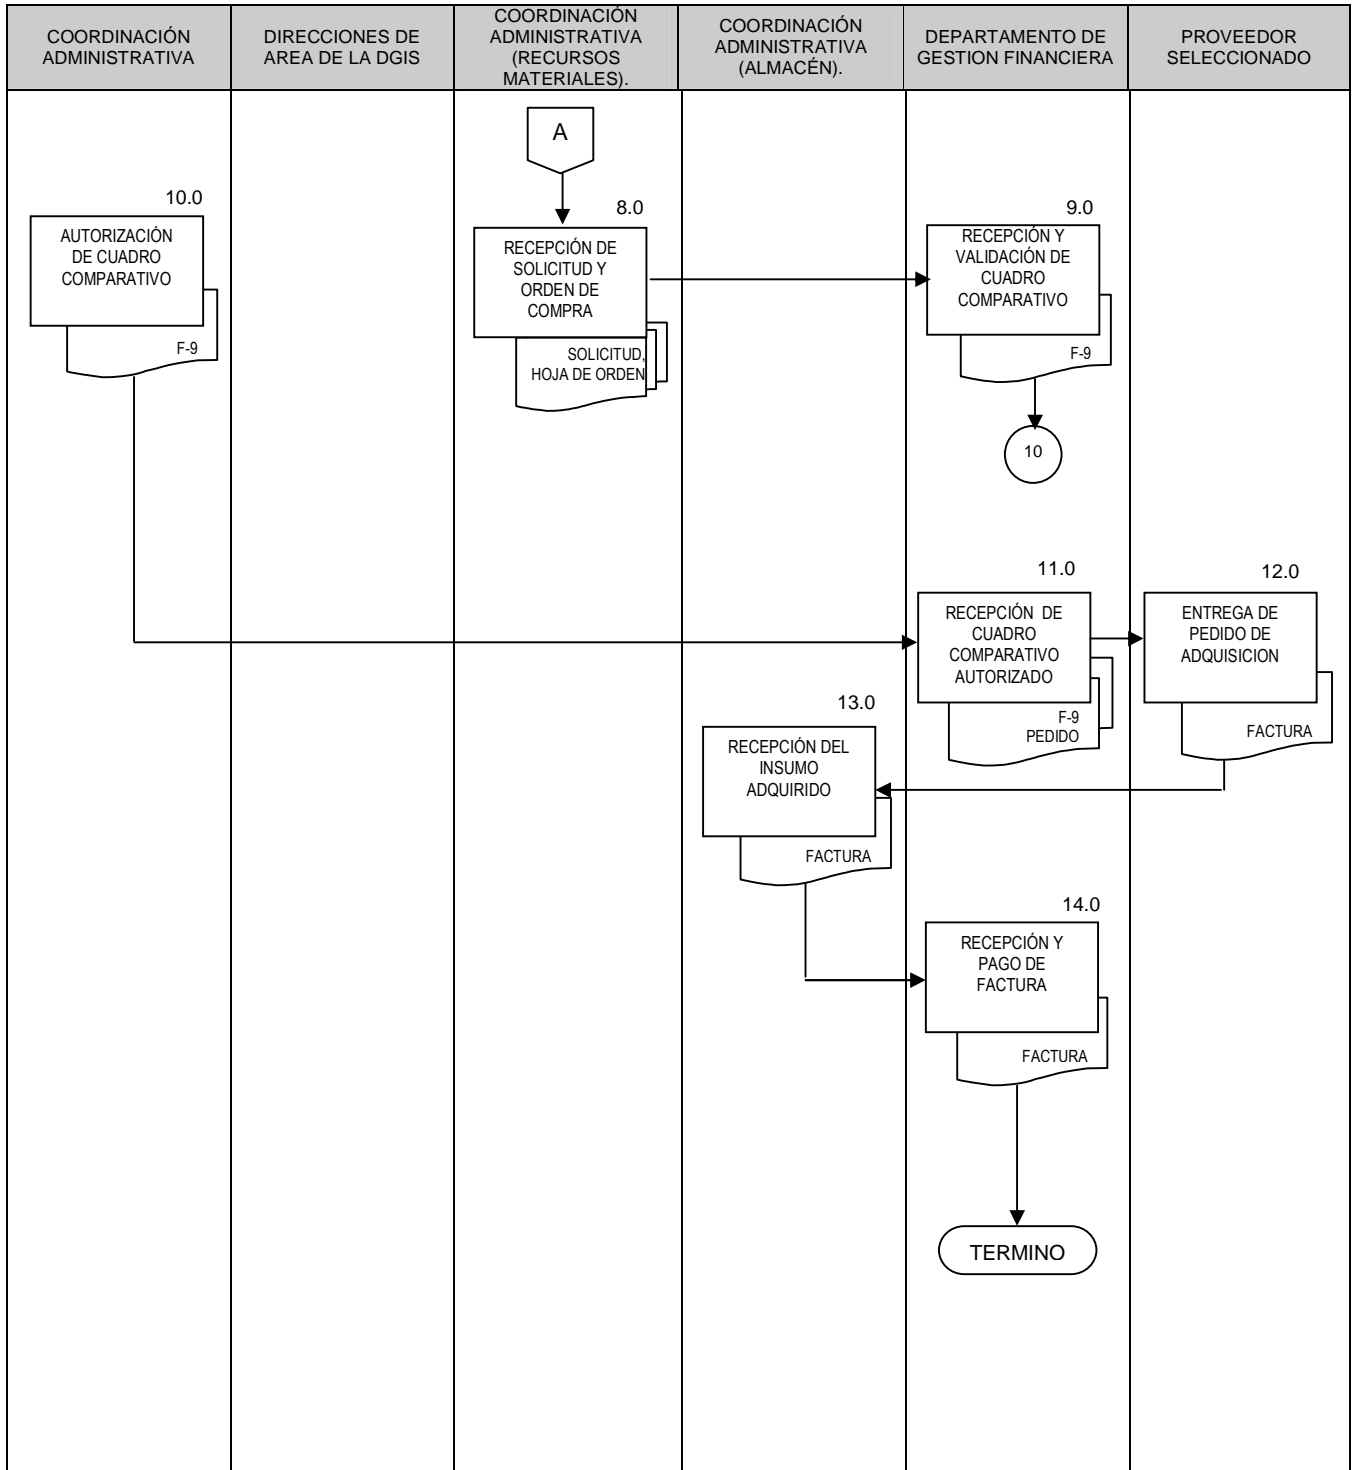 COORDINACIÓN
ADMINISTRATIVA
DIRECCIONES DE
AREA DE LA DGIS
COORDINACIÓN
ADMINISTRATIVA
(RECURSOS
MATERIALES).
COORDINACIÓN
ADMINISTRATIVA
(ALMACÉN).
DEPARTAMENTO DE
GESTION FINANCIERA
PROVEEDOR
SELECCIONADO
A
10.0
AUTORIZACIÓN
DE CUADRO
COMPARATIVO
F-9
8.0
RECEPCIÓN DE
SOLICITUD Y
ORDEN DE
COMPRA
SOLICITUD,
HOJA DE ORDEN
9.0
RECEPCIÓN Y
VALIDACIÓN DE
CUADRO
COMPARATIVO
F-9
10
11.0
RECEPCIÓN DE
CUADRO
COMPARATIVO
AUTORIZADO
F-9
PEDIDO
12.0
ENTREGA DE
PEDIDO DE
ADQUISICION
FACTURA
13.0
RECEPCIÓN DEL
INSUMO
ADQUIRIDO
FACTURA
14.0
RECEPCIÓN Y
PAGO DE
FACTURA
FACTURA
TERMINO